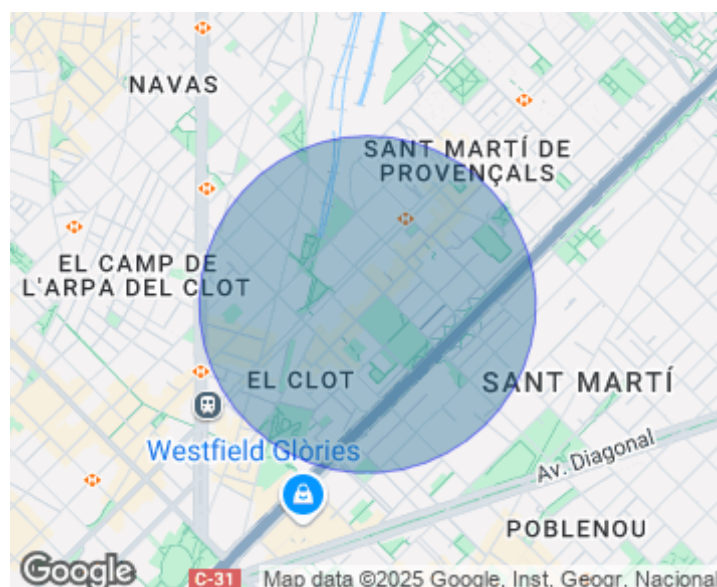 NAVAS
SANT MARTÍ DE
PROVENÇALS
EL CAMP DE
L'ARPA DEL CLOT
EL CLOT
SANT MARTÍ
Westfield Glòries
Av. Diagonal
POBLENOU
Google
C-31
Map data ©2025 Google, Inst. Geogr. Nacional